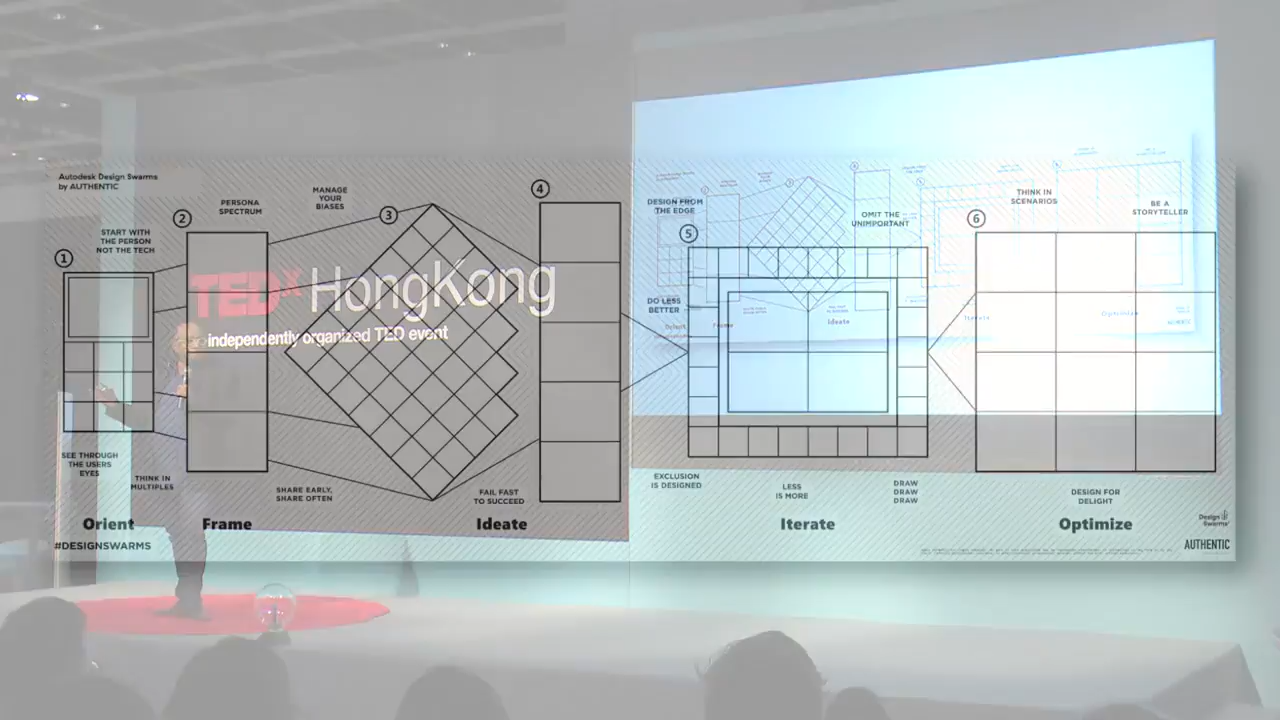 Autodesk Design Swarms
by AUTHENTIC
START WITH
THE PERSON
NOT THE TECH
1
2
PERSONA
SPECTRUM
MANAGE
YOUR
BIASES
3
4
DESIGN FROM
THE EDGE
5
OMIT THE
UNIMPORTANT
6
THINK IN
SCENARIOS
BE A
STORYTELLER
TEDx HongKong
independently organized TED event
DO LESS
BETTER
Ideate
SEE THROUGH
THE USERS
EYES
THINK IN
MULTIPLES
SHARE EARLY,
SHARE OFTEN
FAIL FAST
TO SUCCEED
EXCLUSION
IS DESIGNED
LESS
IS MORE
DRAW
DRAW
DRAW
DESIGN FOR
DELIGHT
Orient
Frame
Ideate
Iterate
Optimize
#DESIGNSWARMS
Design
Swarms
AUTHENTIC